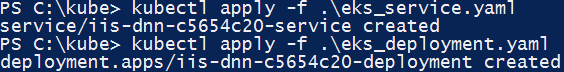 PS C:\kube> kubectl apply -f .\eks_service.yaml
service/iis-dnn-c5654c20-service created
PS C:\kube> kubectl apply -f .\eks_deployment.yaml
deployment.apps/iis-dnn-c5654c20-deployment created